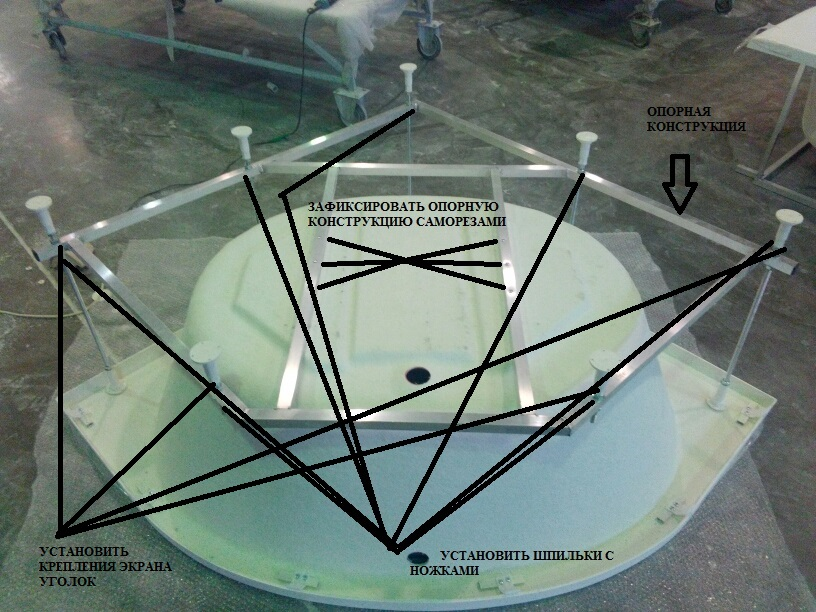 ОПОРНАЯ
КОНСТРУКЦИЯ
ЗАФИКСИРОВАТЬ ОПОРНУЮ
КОНСТРУКЦИЮ САМОРЕЗАМИ
УСТАНОВИТЬ
КРЕПЛЕНИЯ ЭКРАНА
УГОЛОК
УСТАНОВИТЬ ШПИЛЬКИ С
НОЖКАМИ